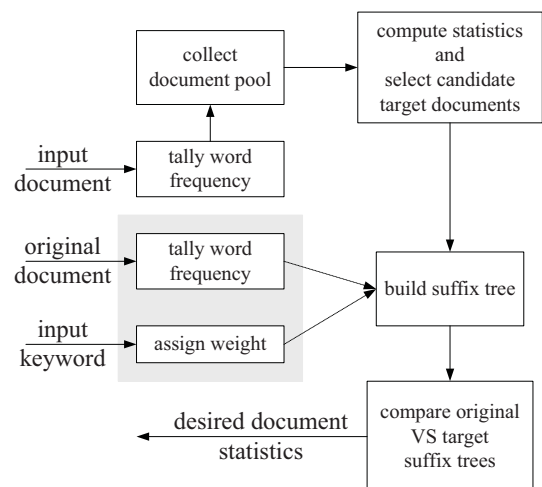 collect
document pool
compute statistics
and
select candidate
target documents
input
document
tally word
frequency
original
document
tally word
frequency
build suffix tree
input
keyword
assign weight
desired document
statistics
compare original
VS target
suffix trees